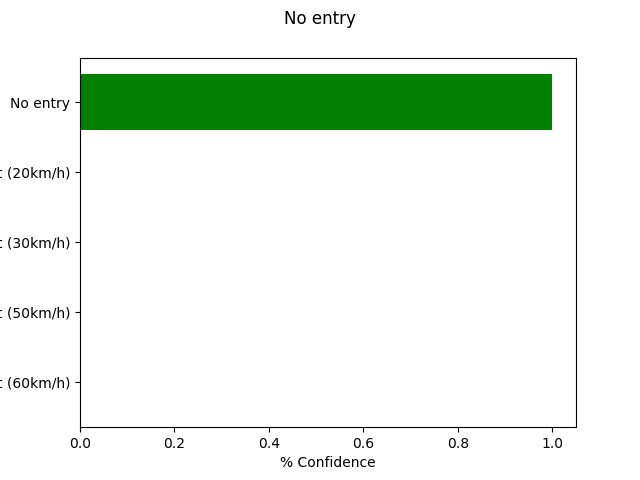 No entry
No entry
(20km/h)
(30km/h)
(50km/h)
(60km/h)
0.0 0.2 0.4 0.6 0.8 1.0
% Confidence